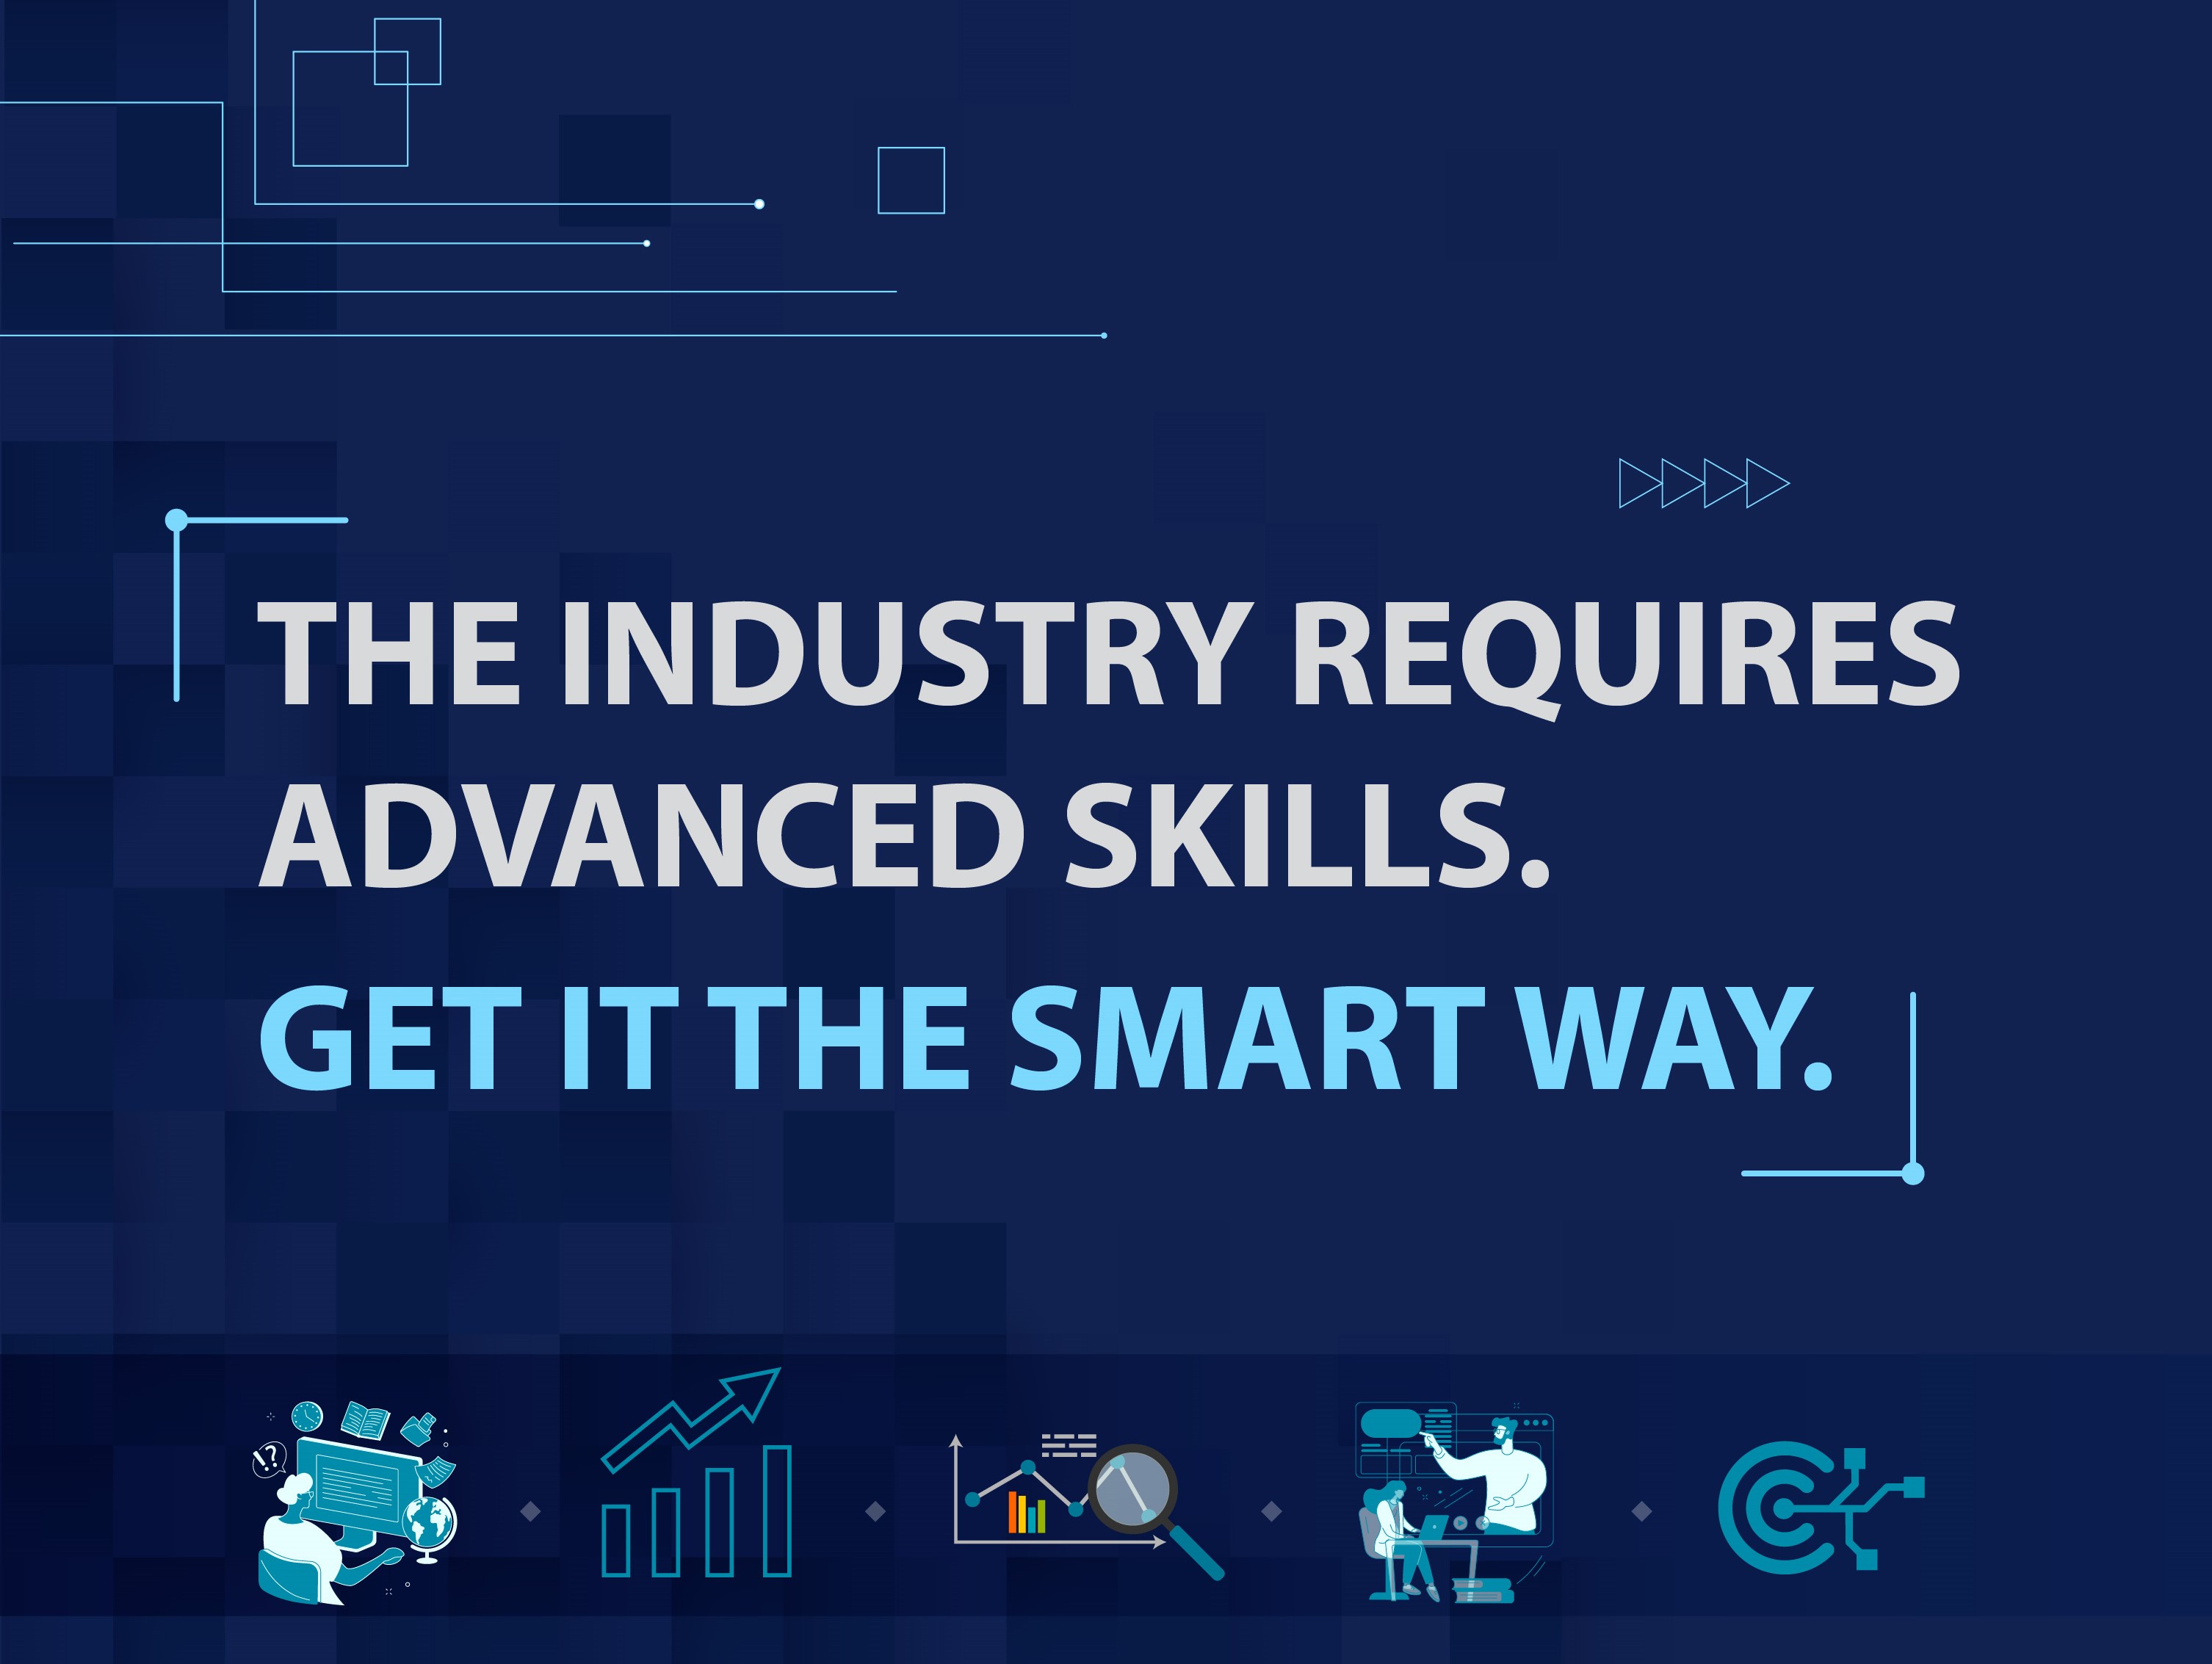 THE INDUSTRY REQUIRES
ADVANCED SKILLS.
GET IT THE SMART WAY.
!?